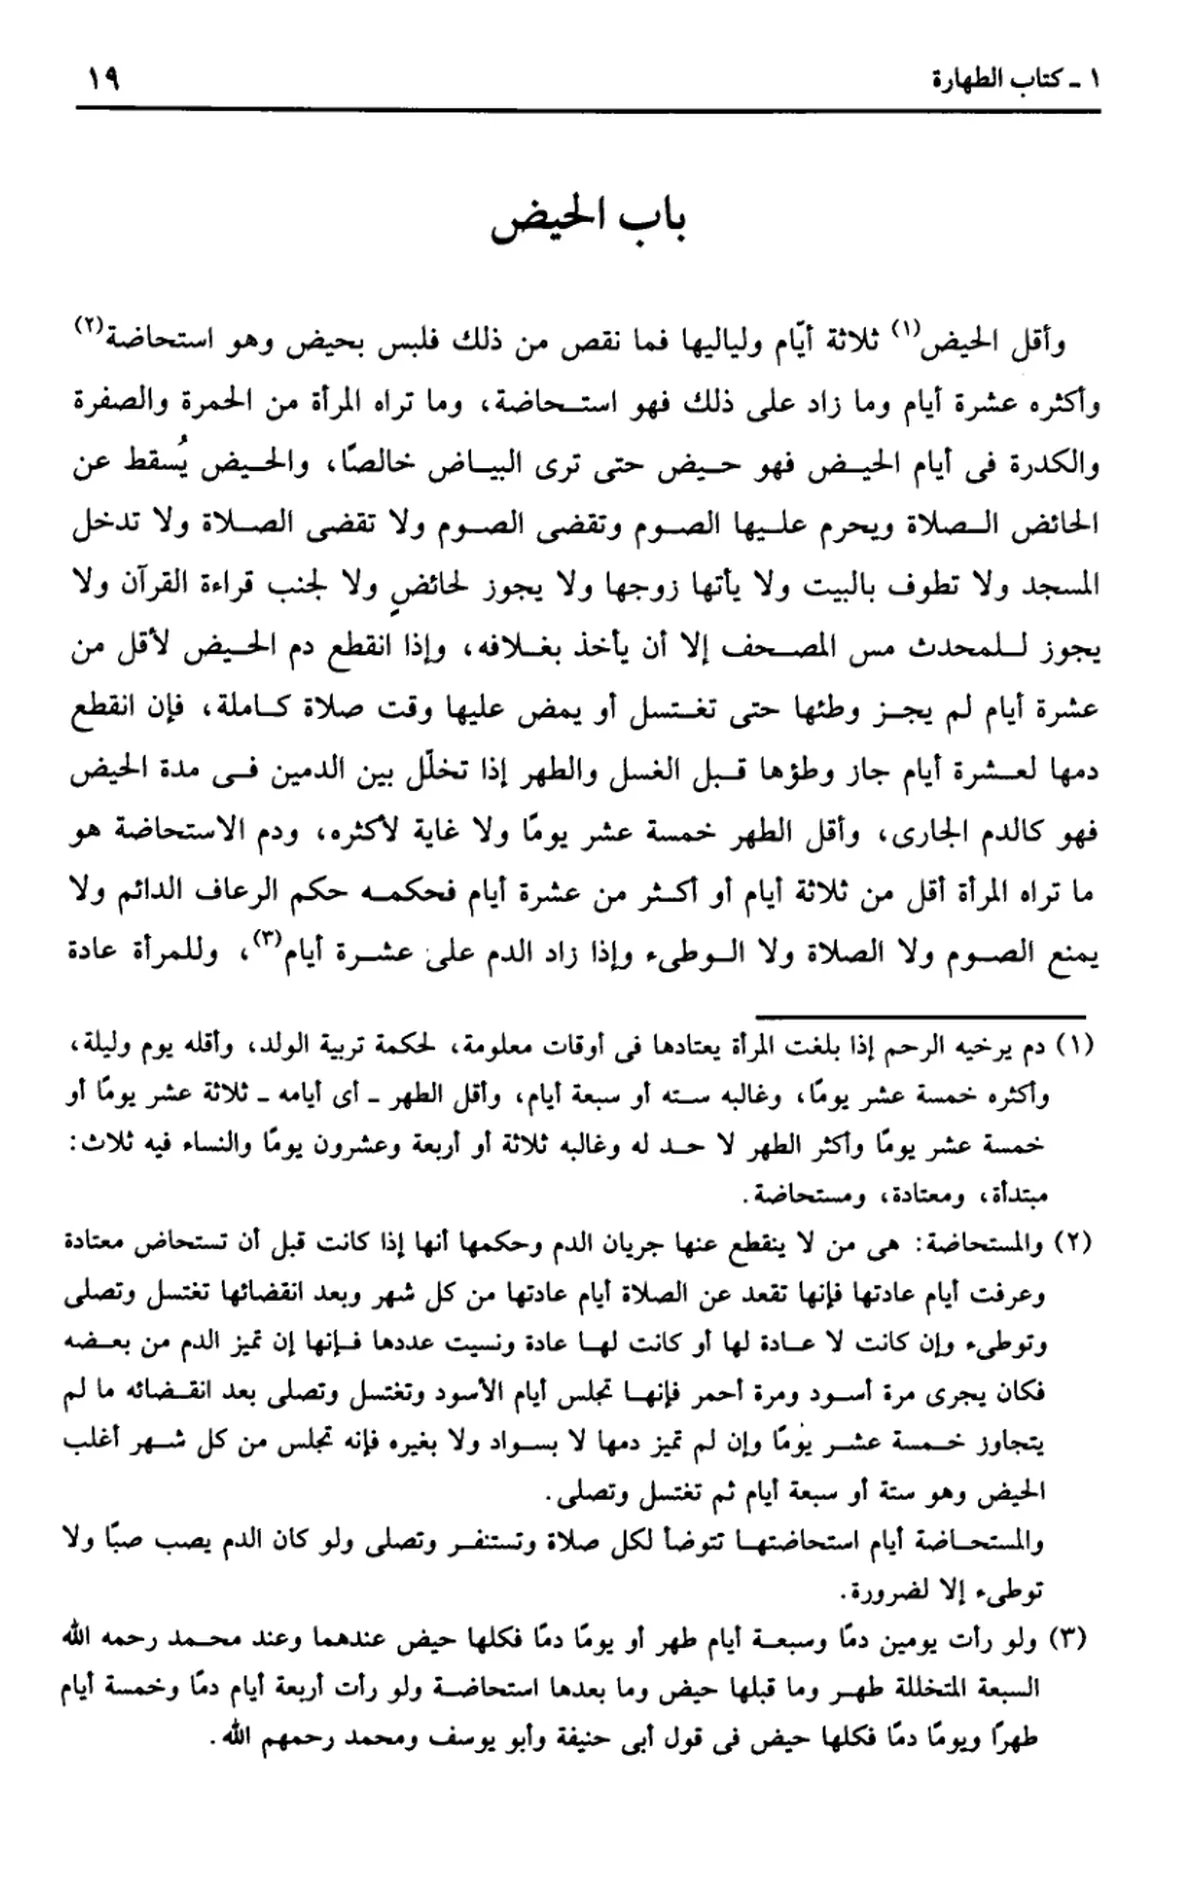 ١ ـ كتاب الطهارة ١٩
باب الحيض
وأقل الحيض(١) ثلاثة أيّام ولياليها فما نقص من ذلك فليس بحيض وهو استحاضة(٢)
وأكثره عشرة أيام وما زاد على ذلك فهو استحاضة، وما تراه المرأة من الحمرة والصفرة
والكدرة فى أيام الحيض فهو حيض حتى ترى البياض خالصًا، والحيض يُسقط عن
الحائض الصلاة ويحرم عليها الصوم وتقضى الصوم ولا تقضى الصلاة ولا تدخل
المسجد ولا تطوف بالبيت ولا يأتها زوجها ولا يجوز لحائضٍ ولا لجنب قراءة القرآن ولا
يجوز للمحدث مس المصحف إلا أن يأخذ بغلافه، وإذا انقطع دم الحيض لأقل من
عشرة أيام لم يجز وطئها حتى تغتسل أو يمض عليها وقت صلاة كاملة، فإن انقطع
دمها لعشرة أيام جاز وطؤها قبل الغسل والطهر إذا تخلّل بين الدمين فى مدة الحيض
فهو كالدم الجارى، وأقل الطهر خمسة عشر يومًا ولا غاية لأكثره، ودم الاستحاضة هو
ما تراه المرأة أقل من ثلاثة أيام أو أكثر من عشرة أيام فحكمه حكم الرعاف الدائم ولا
يمنع الصوم ولا الصلاة ولا الوطىء وإذا زاد الدم على عشرة أيام(٣)، وللمرأة عادة
(١) دم يرخيه الرحم إذا بلغت المرأة يعتادها فى أوقات معلومة، لحكمة تربية الولد، وأقله يوم وليلة،
وأكثره خمسة عشر يومًا، وغالبه سته أو سبعة أيام، وأقل الطهر ـ أى أيامه ـ ثلاثة عشر يومًا أو
خمسة عشر يومًا وأكثر الطهر لا حد له وغالبه ثلاثة أو أربعة وعشرون يومًا والنساء فيه ثلاث:
مبتدأة، ومعتادة، ومستحاضة.
(٢) والمستحاضة: هى من لا ينقطع عنها جريان الدم وحكمها أنها إذا كانت قبل أن تستحاض معتادة
وعرفت أيام عادتها فإنها تقعد عن الصلاة أيام عادتها من كل شهر وبعد انقضائها تغتسل وتصلى
وتوطىء وإن كانت لا عادة لها أو كانت لها عادة ونسيت عددها فإنها إن تميز الدم من بعضه
فكان يجرى مرة أسود ومرة أحمر فإنها تجلس أيام الأسود وتغتسل وتصلى بعد انقضائه ما لم
يتجاوز خمسة عشر يومًا وإن لم تميز دمها لا بسواد ولا بغيره فإنه تجلس من كل شهر أغلب
الحيض وهو ستة أو سبعة أيام ثم تغتسل وتصلى.
والمستحاضة أيام استحاضتها تتوضأ لكل صلاة وتستنفر وتصلى ولو كان الدم يصب صبًا ولا
توطىء إلا لضرورة.
(٣) ولو رأت يومين دمًا وسبعة أيام طهر أو يومًا دمًا فكلها حيض عندهما وعند محمد رحمه الله
السبعة المتخللة طهر وما قبلها حيض وما بعدها استحاضة ولو رأت أربعة أيام دمًا وخمسة أيام
طهرًا ويومًا دمًا فكلها حيض فى قول أبى حنيفة وأبو يوسف ومحمد رحمهم الله.